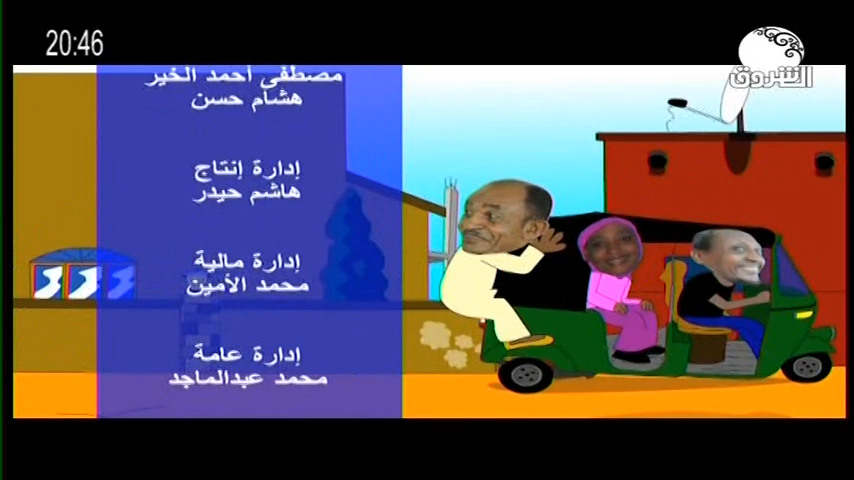 20:46
الشروق
مصطفى أحمد الخير
هشام حسن
إدارة إنتاج
هاشم حيدر
إدارة مالية
محمد الأمين
إدارة عامة
محمد عبدالماجد